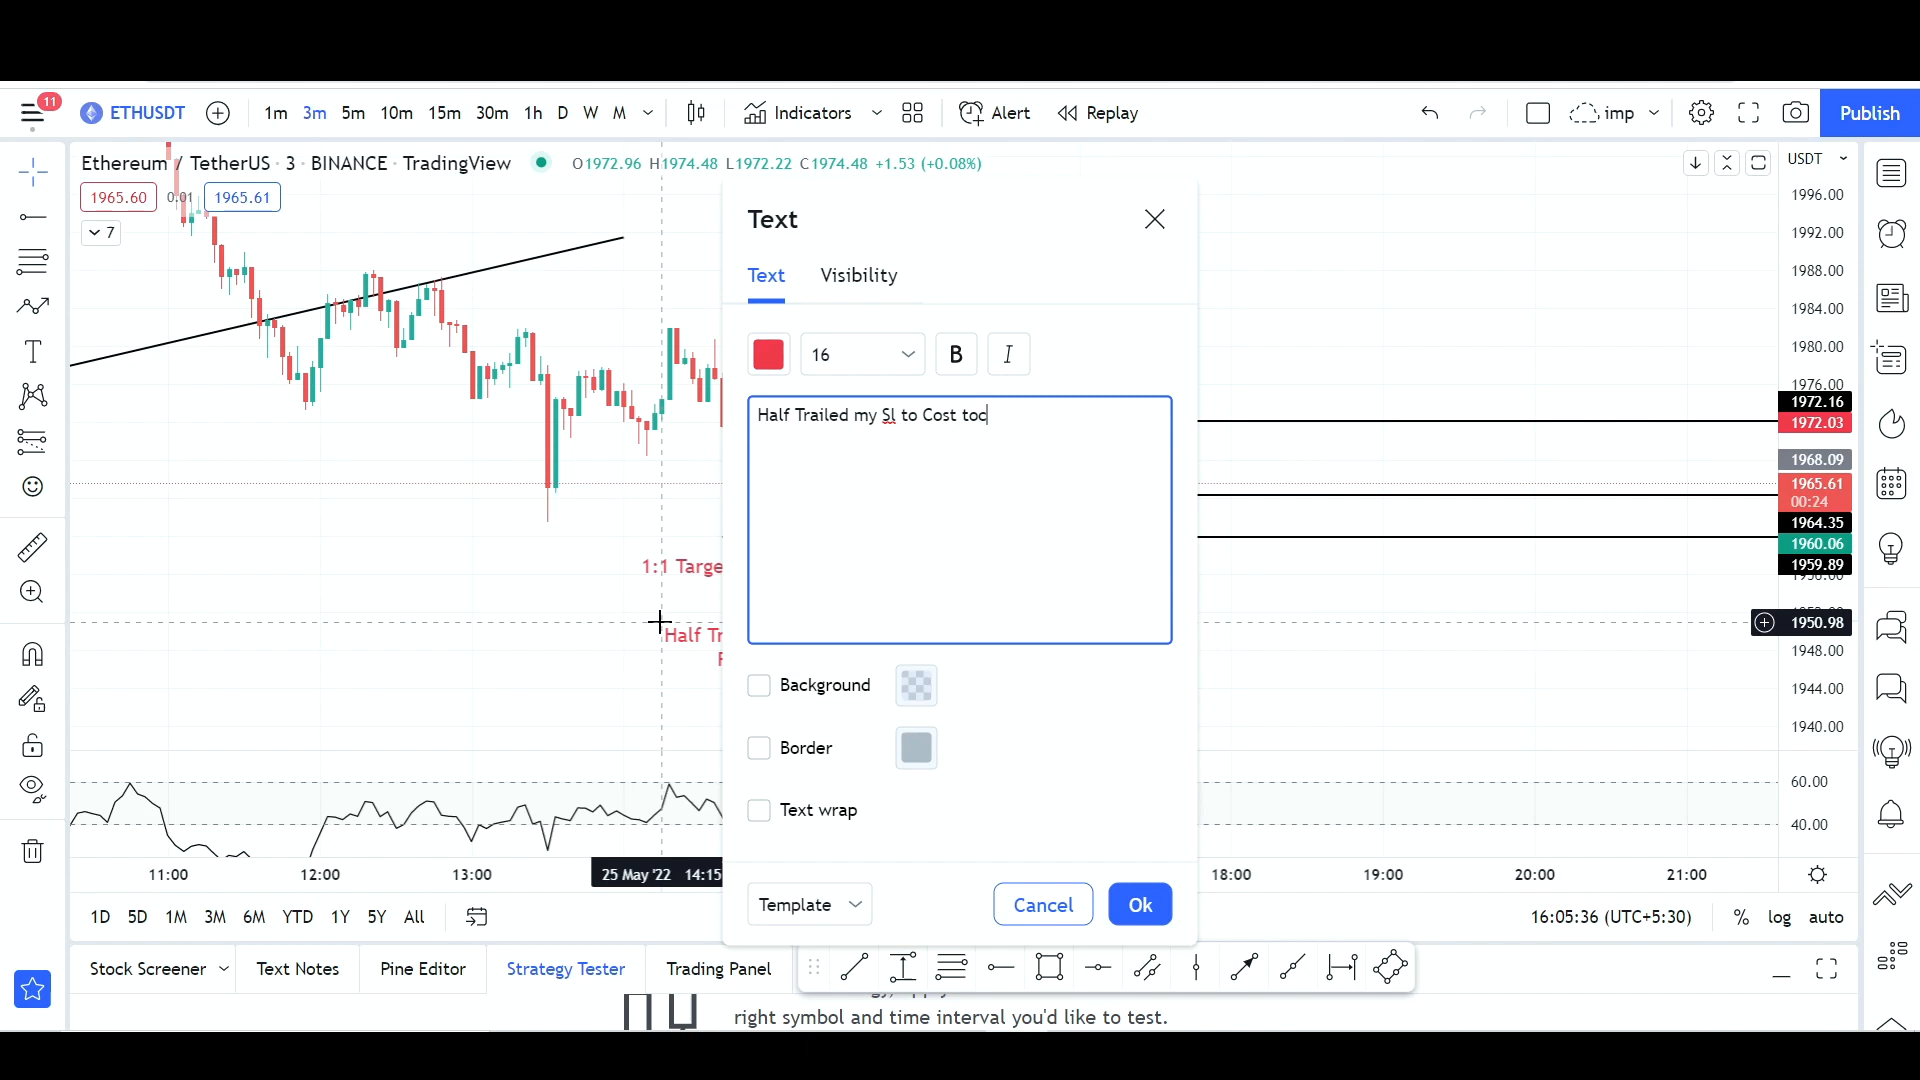 11
ETHUSDT
1m 3m 5m 10m 15m 30m 1h D W M
Indicators
Alert
Replay
imp
Publish
Ethereum / TetherUS · 3 · BINANCE · TradingView
O1972.96 H1974.48 L1972.22 C1974.48 +1.53 (+0.08%)
USDT
1965.60
0.01
1965.61
7
1996.00
1992.00
1988.00
1984.00
1980.00
1976.00
1972.16
1972.03
1968.09
1965.61
00:24
1964.35
1960.06
1959.89
1950.98
1948.00
1944.00
1940.00
60.00
40.00
Text
Text
Visibility
16
B
I
Half Trailed my Sl to Cost toc
Background
Border
Text wrap
Template
Cancel
Ok
1:1 Targe
Half Tr
11:00
12:00
13:00
25 May '22 14:15
18:00
19:00
20:00
21:00
1D 5D 1M 3M 6M YTD 1Y 5Y All
16:05:36 (UTC+5:30)
%
log
auto
Stock Screener
Text Notes
Pine Editor
Strategy Tester
Trading Panel
right symbol and time interval you'd like to test.